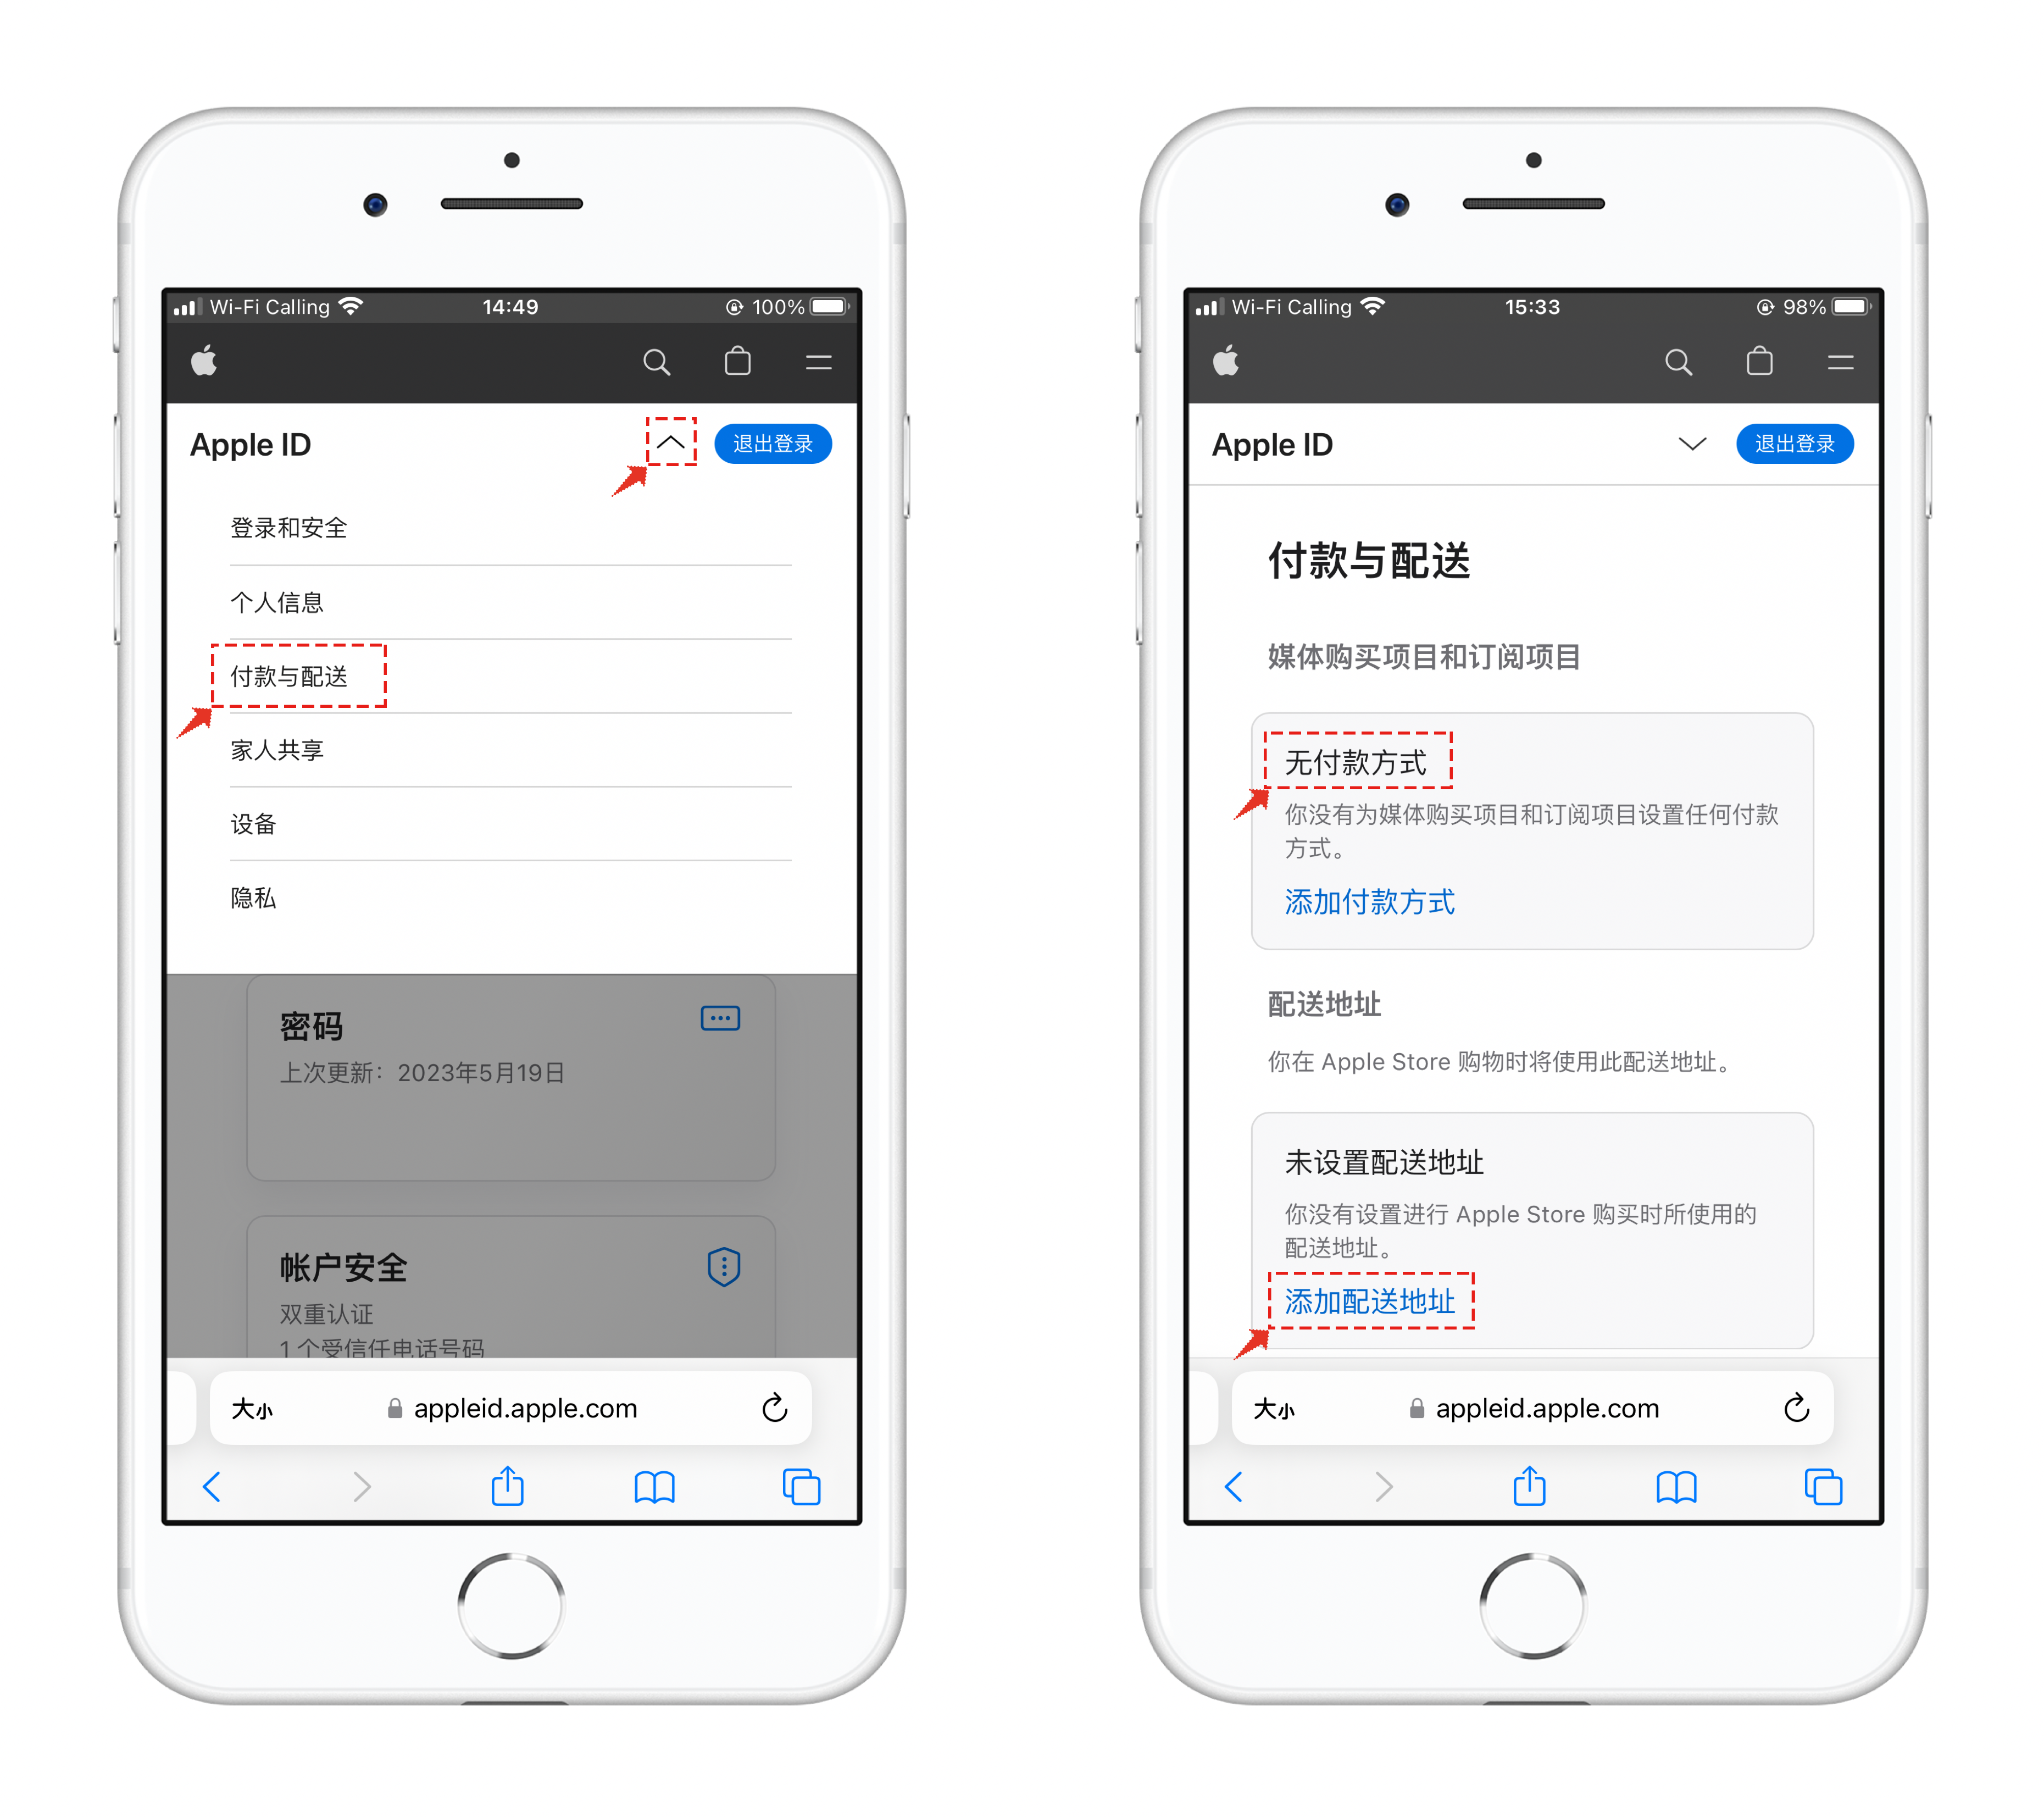 Wi-Fi Calling
14:49
100%
Apple ID
退出登录
登录和安全
个人信息
付款与配送
家人共享
设备
隐私
密码
上次更新：2023年5月19日
帐户安全
双重认证
1 个受信任电话号码
大小
appleid.apple.com
Wi-Fi Calling
15:33
98%
Apple ID
退出登录
付款与配送
媒体购买项目和订阅项目
无付款方式
你没有为媒体购买项目和订阅项目设置任何付款
方式。
添加付款方式
配送地址
你在 Apple Store 购物时将使用此配送地址。
未设置配送地址
你没有设置进行 Apple Store 购买时所使用的
配送地址。
添加配送地址
大小
appleid.apple.com